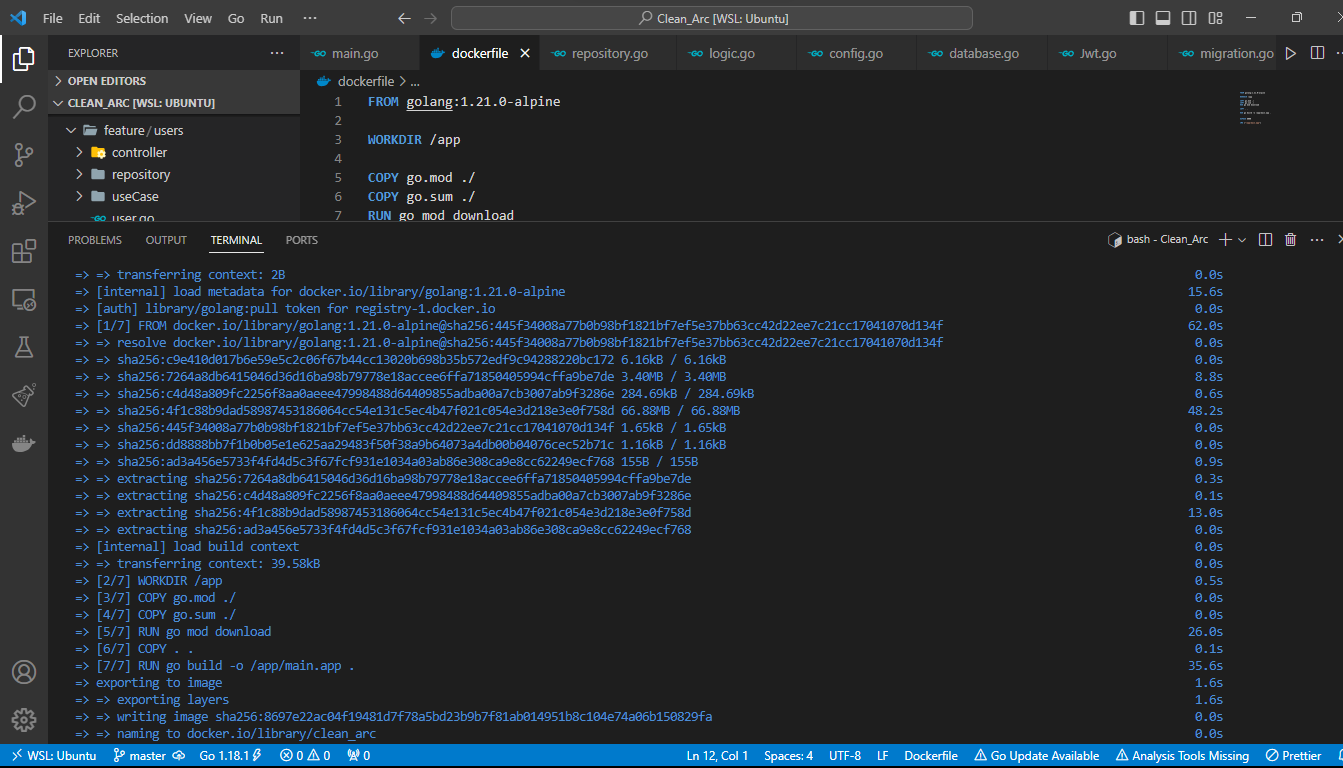 File Edit Selection View Go Run ··· Clean_Arc [WSL: Ubuntu]
EXPLORER ···
main.go dockerfile repository.go logic.go config.go database.go Jwt.go migration.go
OPEN EDITORS
CLEAN_ARC [WSL: UBUNTU]
feature / users
controller
repository
useCase
user.go
dockerfile > ...
1 FROM golang:1.21.0-alpine
2
3 WORKDIR /app
4
5 COPY go.mod ./
6 COPY go.sum ./
7 RUN go mod download
PROBLEMS OUTPUT TERMINAL PORTS bash - Clean_Arc
=> => transferring context: 2B 0.0s
=> [internal] load metadata for docker.io/library/golang:1.21.0-alpine 15.6s
=> [auth] library/golang:pull token for registry-1.docker.io 0.0s
=> [1/7] FROM docker.io/library/golang:1.21.0-alpine@sha256:445f34008a77b0b98bf1821bf7ef5e37bb63cc42d22ee7c21cc17041070d134f 62.0s
=> => resolve docker.io/library/golang:1.21.0-alpine@sha256:445f34008a77b0b98bf1821bf7ef5e37bb63cc42d22ee7c21cc17041070d134f 0.0s
=> => sha256:c9e410d017b6e59e5c2c06f67b44cc13020b698b35b572edf9c94288220bc172 6.16kB / 6.16kB 0.0s
=> => sha256:7264a8db6415046d36d16ba98b79778e18accee6ffa71850405994cffa9be7de 3.40MB / 3.40MB 8.8s
=> => sha256:c4d48a809fc2256f8aa0aeee47998488d64409855adba00a7cb3007ab9f3286e 284.69kB / 284.69kB 0.6s
=> => sha256:4f1c88b9dad58987453186064cc54e131c5ec4b47f021c054e3d218e3e0f758d 66.88MB / 66.88MB 48.2s
=> => sha256:445f34008a77b0b98bf1821bf7ef5e37bb63cc42d22ee7c21cc17041070d134f 1.65kB / 1.65kB 0.0s
=> => sha256:dd8888bb7f1b0b05e1e625aa29483f50f38a9b64073a4db00b04076cec52b71c 1.16kB / 1.16kB 0.0s
=> => sha256:ad3a456e5733f4fd4d5c3f67fcf931e1034a03ab86e308ca9e8cc62249ecf768 155B / 155B 0.9s
=> => extracting sha256:7264a8db6415046d36d16ba98b79778e18accee6ffa71850405994cffa9be7de 0.3s
=> => extracting sha256:c4d48a809fc2256f8aa0aeee47998488d64409855adba00a7cb3007ab9f3286e 0.1s
=> => extracting sha256:4f1c88b9dad58987453186064cc54e131c5ec4b47f021c054e3d218e3e0f758d 13.0s
=> => extracting sha256:ad3a456e5733f4fd4d5c3f67fcf931e1034a03ab86e308ca9e8cc62249ecf768 0.0s
=> [internal] load build context 0.0s
=> => transferring context: 39.58kB 0.0s
=> [2/7] WORKDIR /app 0.5s
=> [3/7] COPY go.mod ./ 0.0s
=> [4/7] COPY go.sum ./ 0.0s
=> [5/7] RUN go mod download 26.0s
=> [6/7] COPY . . 0.1s
=> [7/7] RUN go build -o /app/main.app . 35.6s
=> exporting to image 1.6s
=> => exporting layers 1.6s
=> => writing image sha256:8697e22ac04f19481d7f78a5bd23b9b7f81ab014951b8c104e74a06b150829fa 0.0s
=> => naming to docker.io/library/clean_arc 0.0s
WSL: Ubuntu master Go 1.18.1 0 0 0 Ln 12, Col 1 Spaces: 4 UTF-8 LF Dockerfile Go Update Available Analysis Tools Missing Prettier